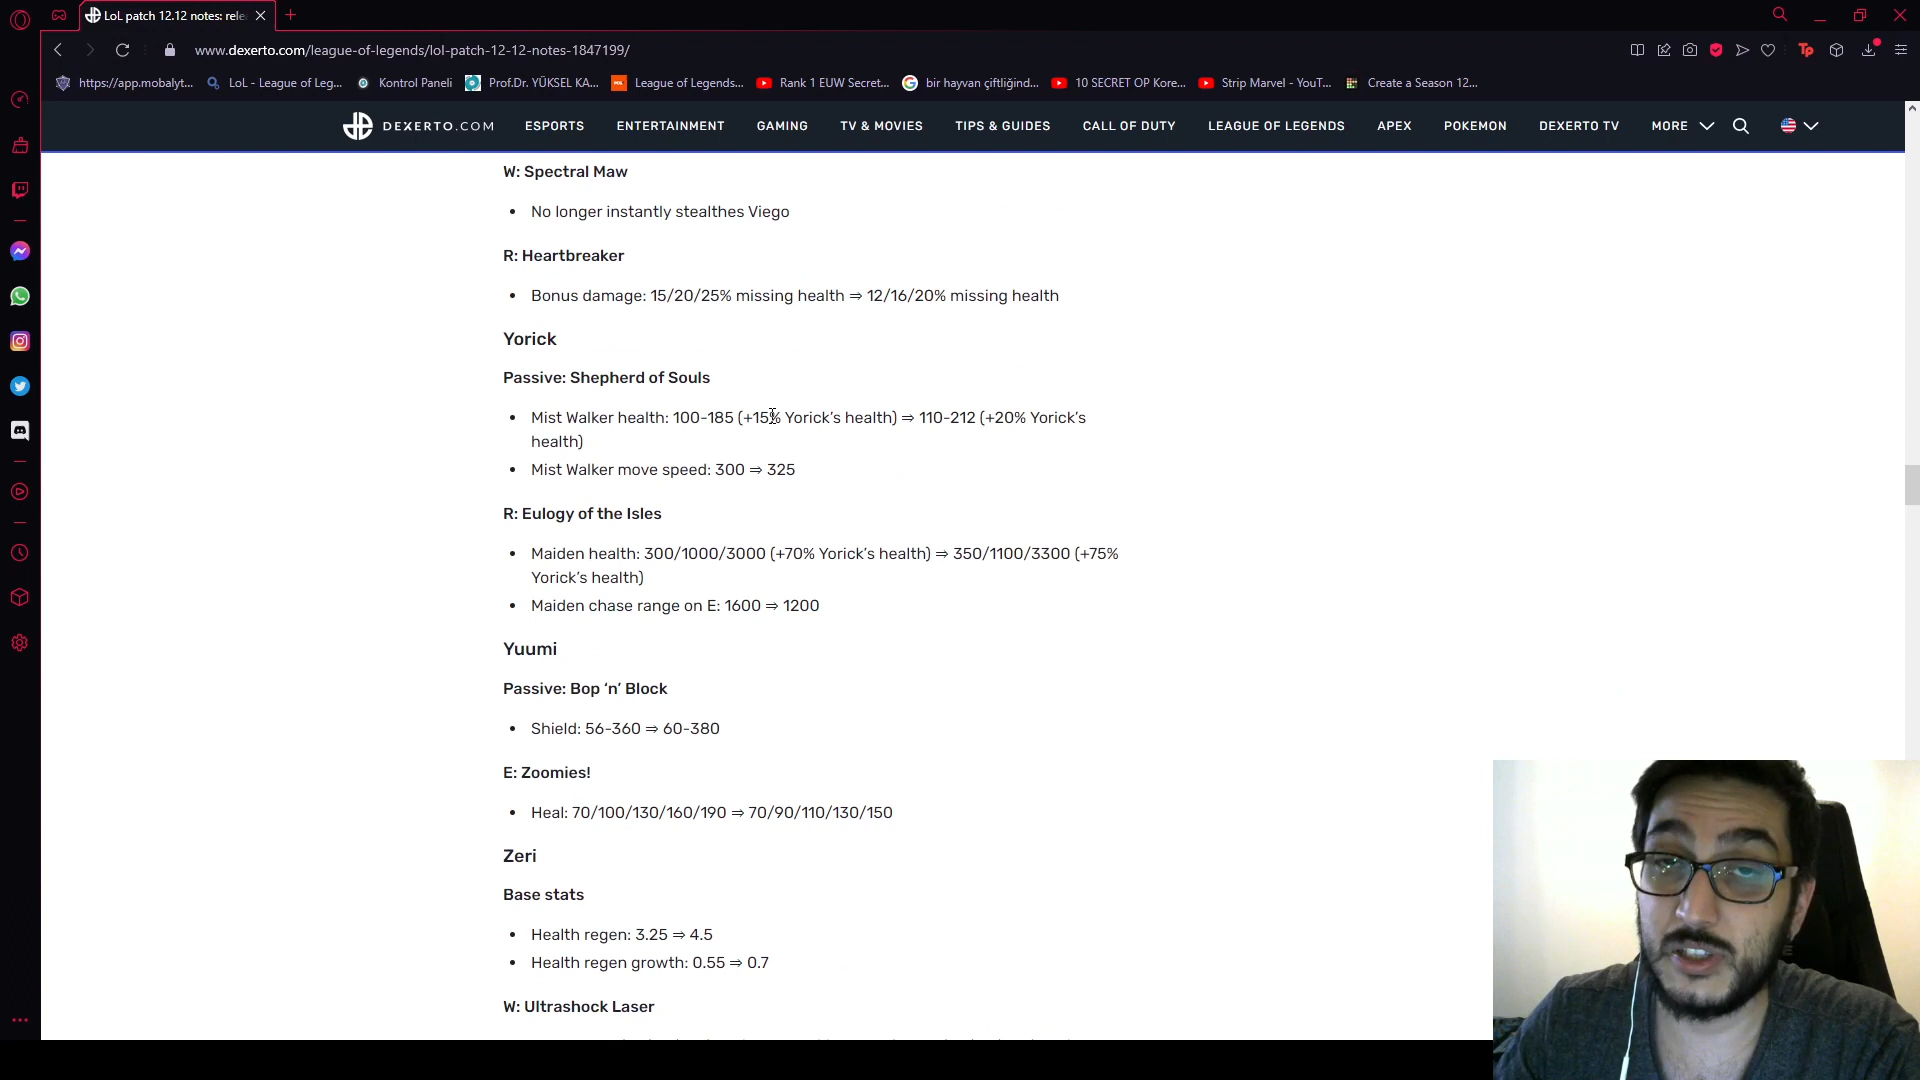 LoL patch 12.12 notes: rele
www.dexerto.com/league-of-legends/lol-patch-12-12-notes-1847199/
https://app.mobalyt... LoL - League of Leg... Kontrol Paneli Prof.Dr. YÜKSEL KA... League of Legends... Rank 1 EUW Secret... bir hayvan çiftliğind... 10 SECRET OP Kore... Strip Marvel - YouT... Create a Season 12...
DEXERTO.COM ESPORTS ENTERTAINMENT GAMING TV & MOVIES TIPS & GUIDES CALL OF DUTY LEAGUE OF LEGENDS APEX POKEMON DEXERTO TV MORE
W: Spectral Maw
• No longer instantly stealthes Viego
R: Heartbreaker
• Bonus damage: 15/20/25% missing health ⇒ 12/16/20% missing health
Yorick
Passive: Shepherd of Souls
• Mist Walker health: 100-185 (+15% Yorick’s health) ⇒ 110-212 (+20% Yorick’s
health)
• Mist Walker move speed: 300 ⇒ 325
R: Eulogy of the Isles
• Maiden health: 300/1000/3000 (+70% Yorick’s health) ⇒ 350/1100/3300 (+75%
Yorick’s health)
• Maiden chase range on E: 1600 ⇒ 1200
Yuumi
Passive: Bop ‘n’ Block
• Shield: 56-360 ⇒ 60-380
E: Zoomies!
• Heal: 70/100/130/160/190 ⇒ 70/90/110/130/150
Zeri
Base stats
• Health regen: 3.25 ⇒ 4.5
• Health regen growth: 0.55 ⇒ 0.7
W: Ultrashock Laser